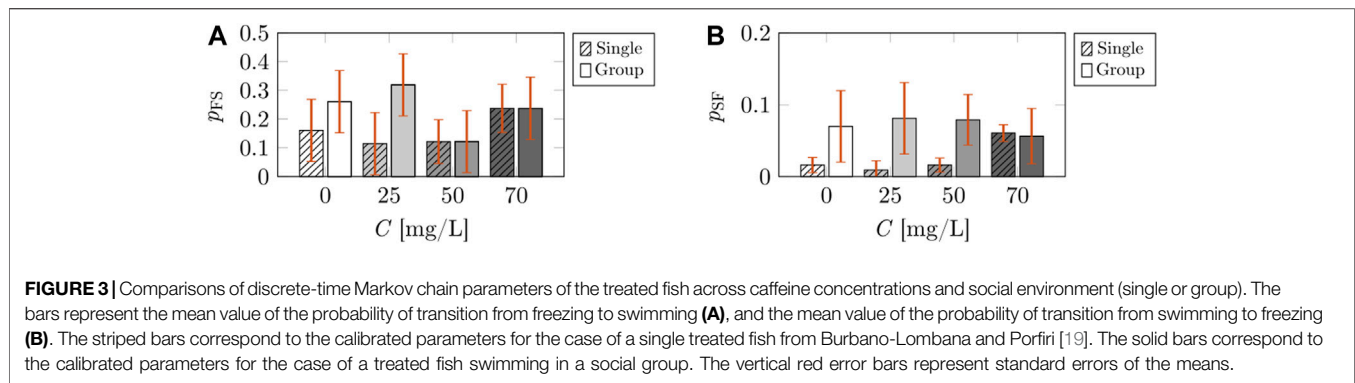 A
0.5
0.4
0.3
0.2
0.1
0
p_FS
0
25
50
70
C [mg/L]
Single
Group
B
0.2
0.1
0
p_SF
0
25
50
70
C [mg/L]
Single
Group
FIGURE 3 | Comparisons of discrete-time Markov chain parameters of the treated fish across caffeine concentrations and social environment (single or group). The
bars represent the mean value of the probability of transition from freezing to swimming (A), and the mean value of the probability of transition from swimming to freezing
(B). The striped bars correspond to the calibrated parameters for the case of a single treated fish from Burbano-Lombana and Porfiri [19]. The solid bars correspond to
the calibrated parameters for the case of a treated fish swimming in a social group. The vertical red error bars represent standard errors of the means.